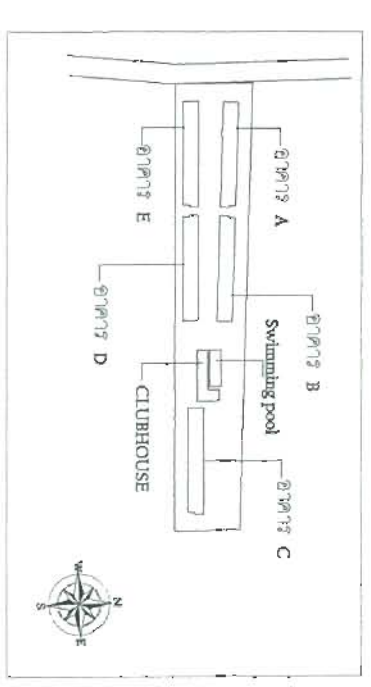 อาคาร A
อาคาร B
Swimming pool
อาคาร C
อาคาร E
อาคาร D
CLUBHOUSE
N
W
E
S